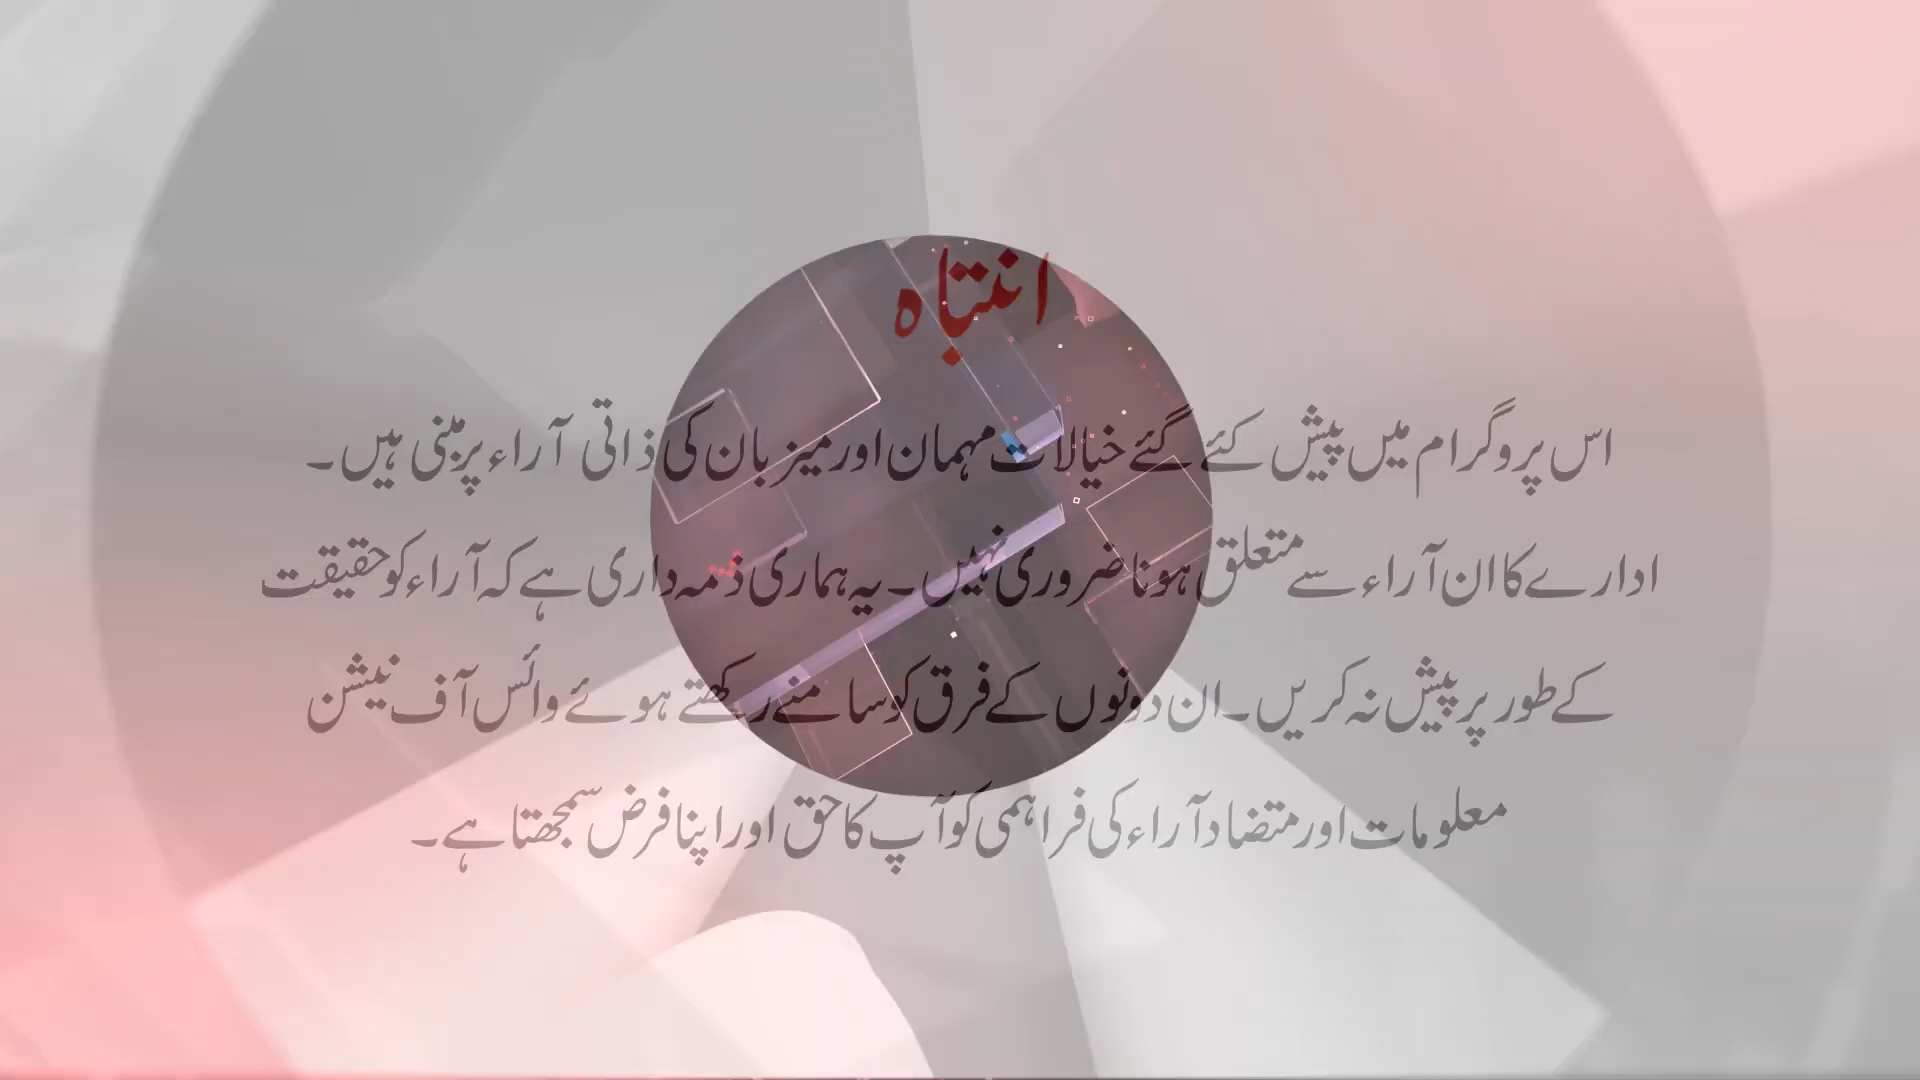 انتباہ
اس پروگرام میں پیش کئے گئے خیالات مہمان اور میزبان کی ذاتی آراء پر مبنی ہیں۔
ادارے کا ان آراء سے متعلق ہونا ضروری نہیں۔ یہ ہماری ذمہ داری ہے کہ آراء کو حقیقت
کے طور پر پیش نہ کریں۔ ان دونوں کے فرق کو سامنے رکھتے ہوئے وائس آف نیشن
معلومات اور متضاد آراء کی فراہمی کو آپ کا حق اور اپنا فرض سمجھتا ہے۔